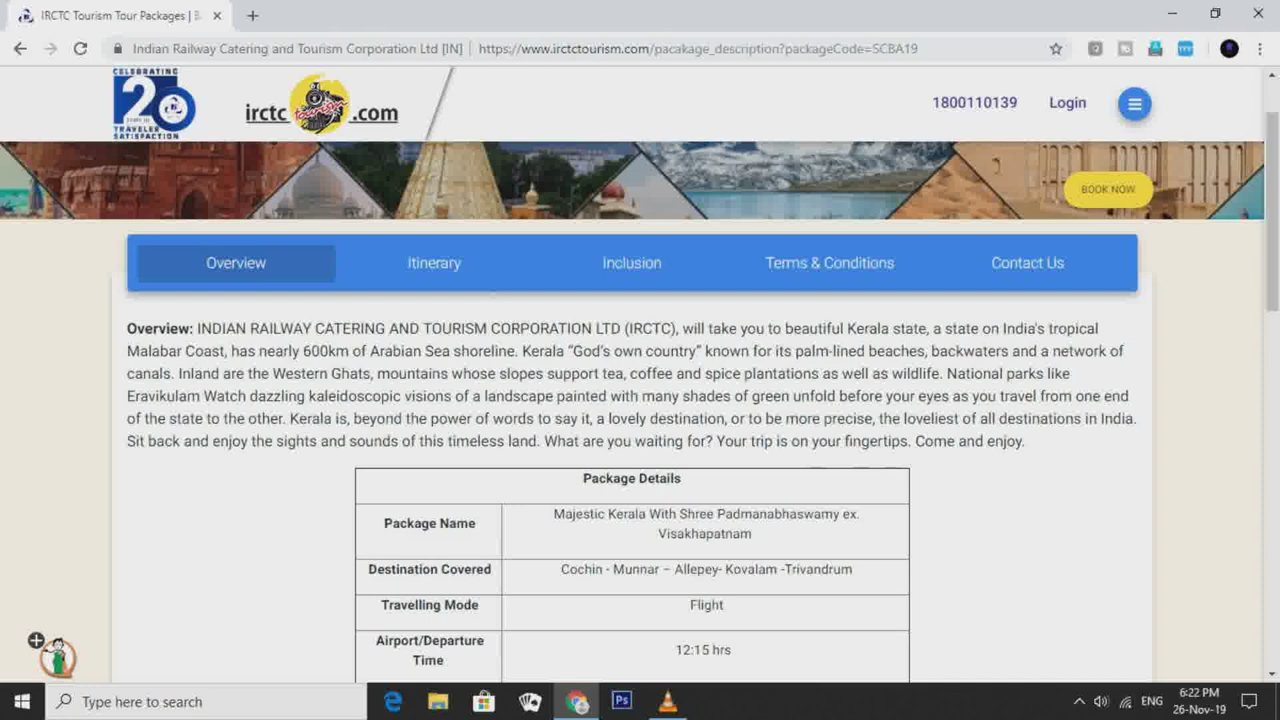 IRCTC Tourism Tour Packages |
Indian Railway Catering and Tourism Corporation Ltd [IN] | https://www.irctctourism.com/pacakage_description?packageCode=SCBA19
CELEBRATING
20
TRAVELER
SATISFACTION
irctc tourism .com
1800110139 Login
BOOK NOW
Overview Itinerary Inclusion Terms & Conditions Contact Us
Overview: INDIAN RAILWAY CATERING AND TOURISM CORPORATION LTD (IRCTC), will take you to beautiful Kerala state, a state on India's tropical
Malabar Coast, has nearly 600km of Arabian Sea shoreline. Kerala “God's own country” known for its palm-lined beaches, backwaters and a network of
canals. Inland are the Western Ghats, mountains whose slopes support tea, coffee and spice plantations as well as wildlife. National parks like
Eravikulam Watch dazzling kaleidoscopic visions of a landscape painted with many shades of green unfold before your eyes as you travel from one end
of the state to the other. Kerala is, beyond the power of words to say it, a lovely destination, or to be more precise, the loveliest of all destinations in India.
Sit back and enjoy the sights and sounds of this timeless land. What are you waiting for? Your trip is on your fingertips. Come and enjoy.
Package Details
Package Name
Majestic Kerala With Shree Padmanabhaswamy ex.
Visakhapatnam
Destination Covered Cochin - Munnar – Allepey- Kovalam -Trivandrum
Travelling Mode Flight
Airport/Departure
Time
12:15 hrs
Type here to search
Ps
ENG
6:22 PM
26-Nov-19